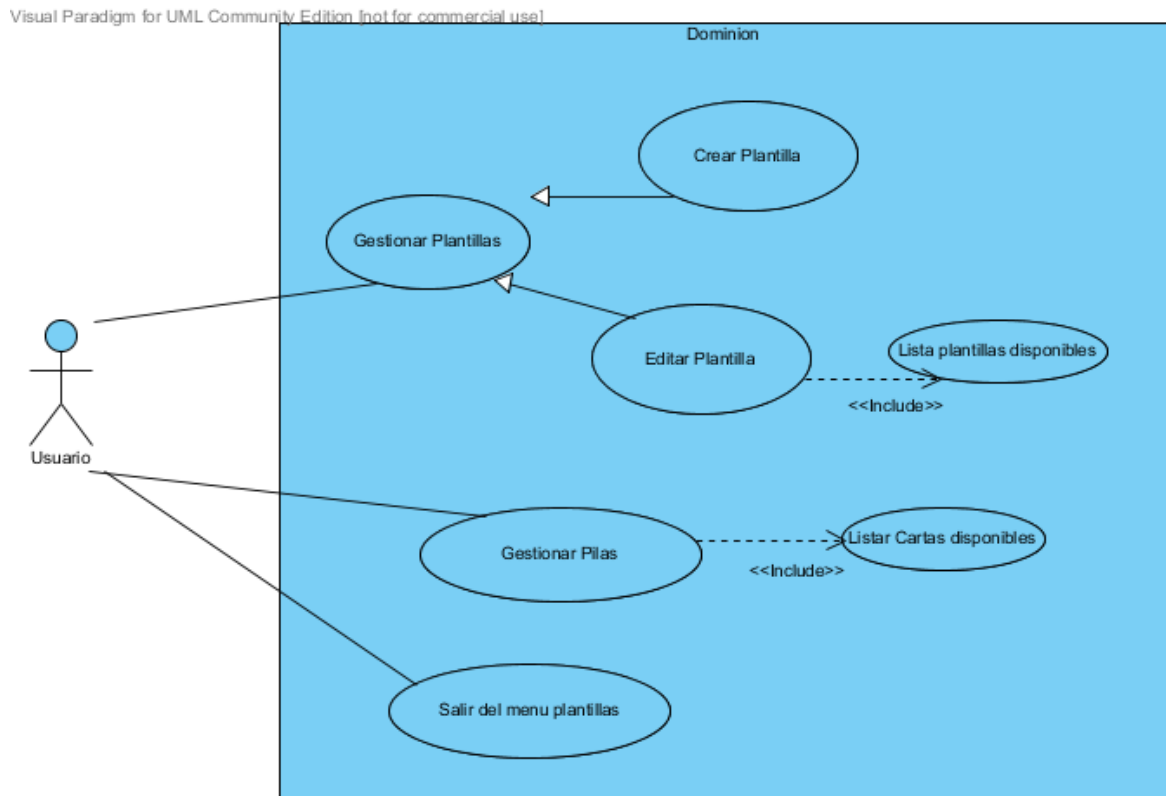 Visual Paradigm for UML Community Edition [not for commercial use]
Dominion
Crear Plantilla
Gestionar Plantillas
Editar Plantilla
Lista plantillas disponibles
<<Include>>
Usuario
Gestionar Pilas
Listar Cartas disponibles
<<Include>>
Salir del menu plantillas